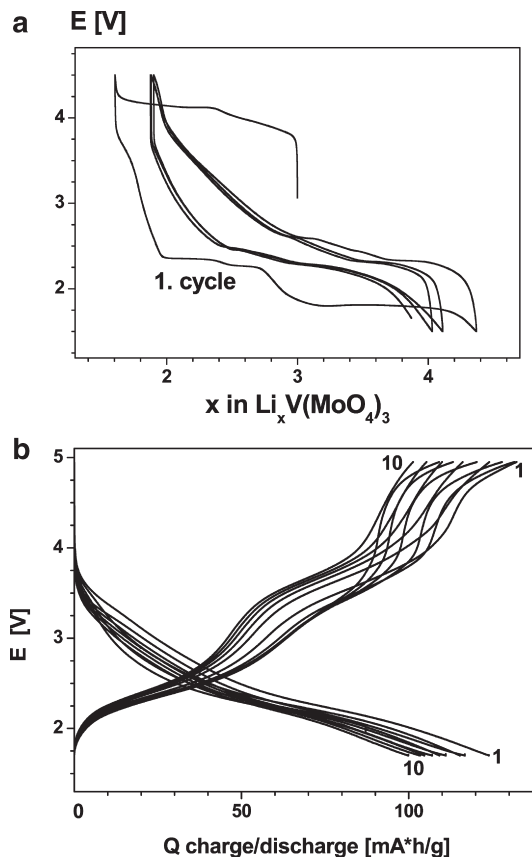 a E [V]
4
3
2
1. cycle
2 3 4
x in LiₓV(MoO₄)₃
b
5
10
1
4
E [V]
3
2
1
10
0 50 100
Q charge/discharge [mA*h/g]